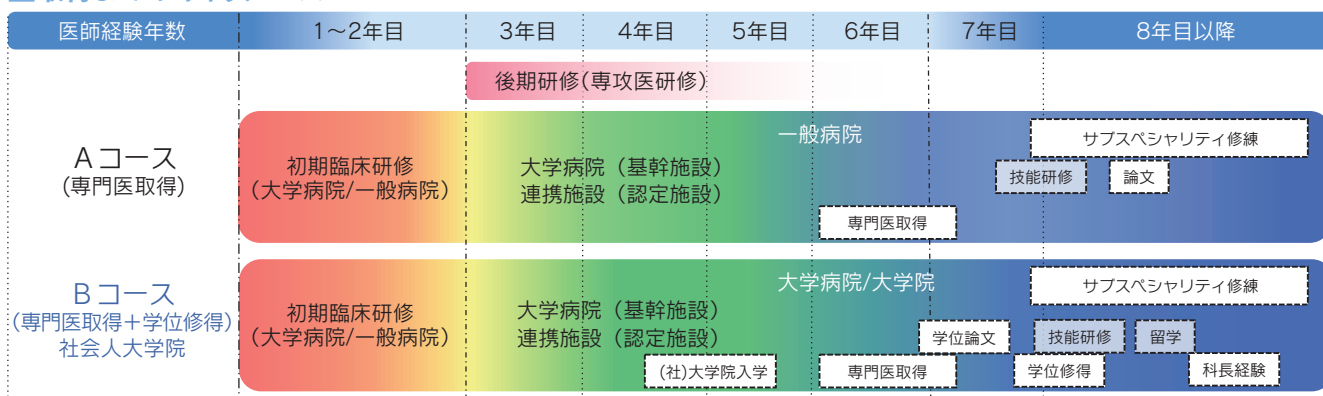 医師経験年数
1〜2年目
3年目
4年目
5年目
6年目
7年目
8年目以降
後期研修(専攻医研修)
Aコース
(専門医取得)
初期臨床研修
(大学病院/一般病院)
大学病院(基幹施設)
連携施設(認定施設)
一般病院
サブスペシャリティ修練
技能研修
論文
専門医取得
Bコース
(専門医取得+学位修得)
社会人大学院
初期臨床研修
(大学病院/一般病院)
大学病院(基幹施設)
連携施設(認定施設)
大学病院/大学院
サブスペシャリティ修練
学位論文
技能研修
留学
(社)大学院入学
専門医取得
学位修得
科長経験